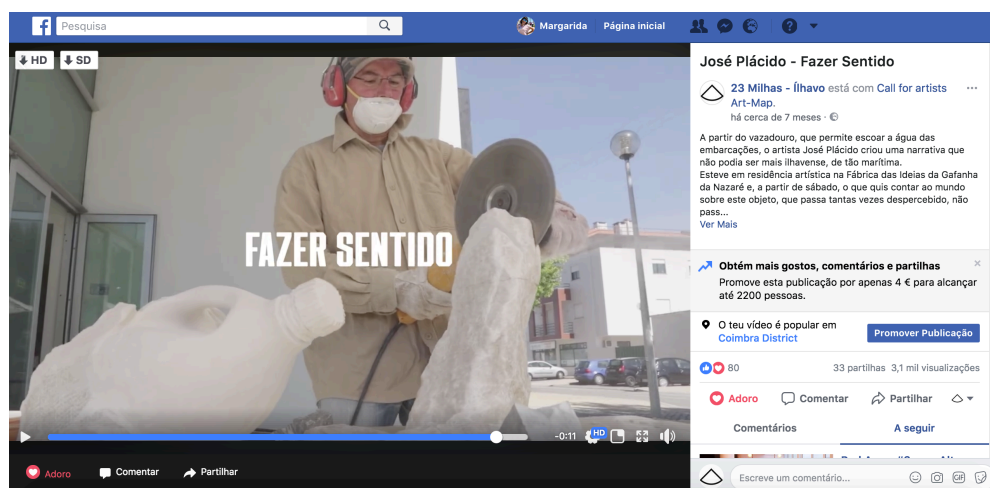 Pesquisa
Margarida
Página inicial
HD
SD
FAZER SENTIDO
-0:11
HD
Adoro
Comentar
Partilhar
José Plácido - Fazer Sentido
23 Milhas - Ílhavo está com Call for artists
Art-Map.
há cerca de 7 meses ·
A partir do vazadouro, que permite escoar a água das
embarcações, o artista José Plácido criou uma narrativa que
não podia ser mais ilhavense, de tão marítima.
Esteve em residência artística na Fábrica das Ideias da Gafanha
da Nazaré e, a partir de sábado, o que quis contar ao mundo
sobre este objeto, que passa tantas vezes despercebido, não
pass...
Ver Mais
Obtém mais gostos, comentários e partilhas
Promove esta publicação por apenas 4 € para alcançar
até 2200 pessoas.
O teu vídeo é popular em
Coimbra District
Promover Publicação
80
33 partilhas 3,1 mil visualizações
Adoro
Comentar
Partilhar
Comentários
A seguir
Escreve um comentário...
GIF